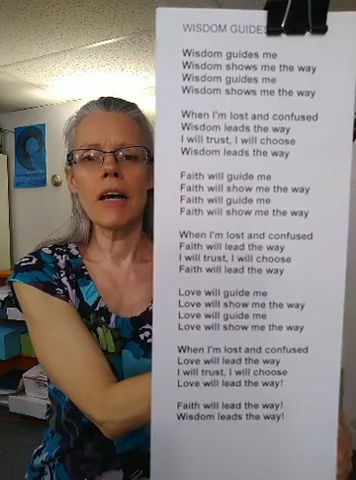 WISDOM GUIDES
Wisdom guides me
Wisdom shows me the way
Wisdom guides me
Wisdom shows me the way
When I'm lost and confused
Wisdom leads the way
I will trust, I will choose
Wisdom leads the way
Faith will guide me
Faith will show me the way
Faith will guide me
Faith will show me the way
When I'm lost and confused
Faith will lead the way
I will trust, I will choose
Faith will lead the way
Love will guide me
Love will show me the way
Love will guide me
Love will show me the way
When I'm lost and confused
Love will lead the way
I will trust, I will choose
Love will lead the way!
Faith will lead the way!
Wisdom leads the way!